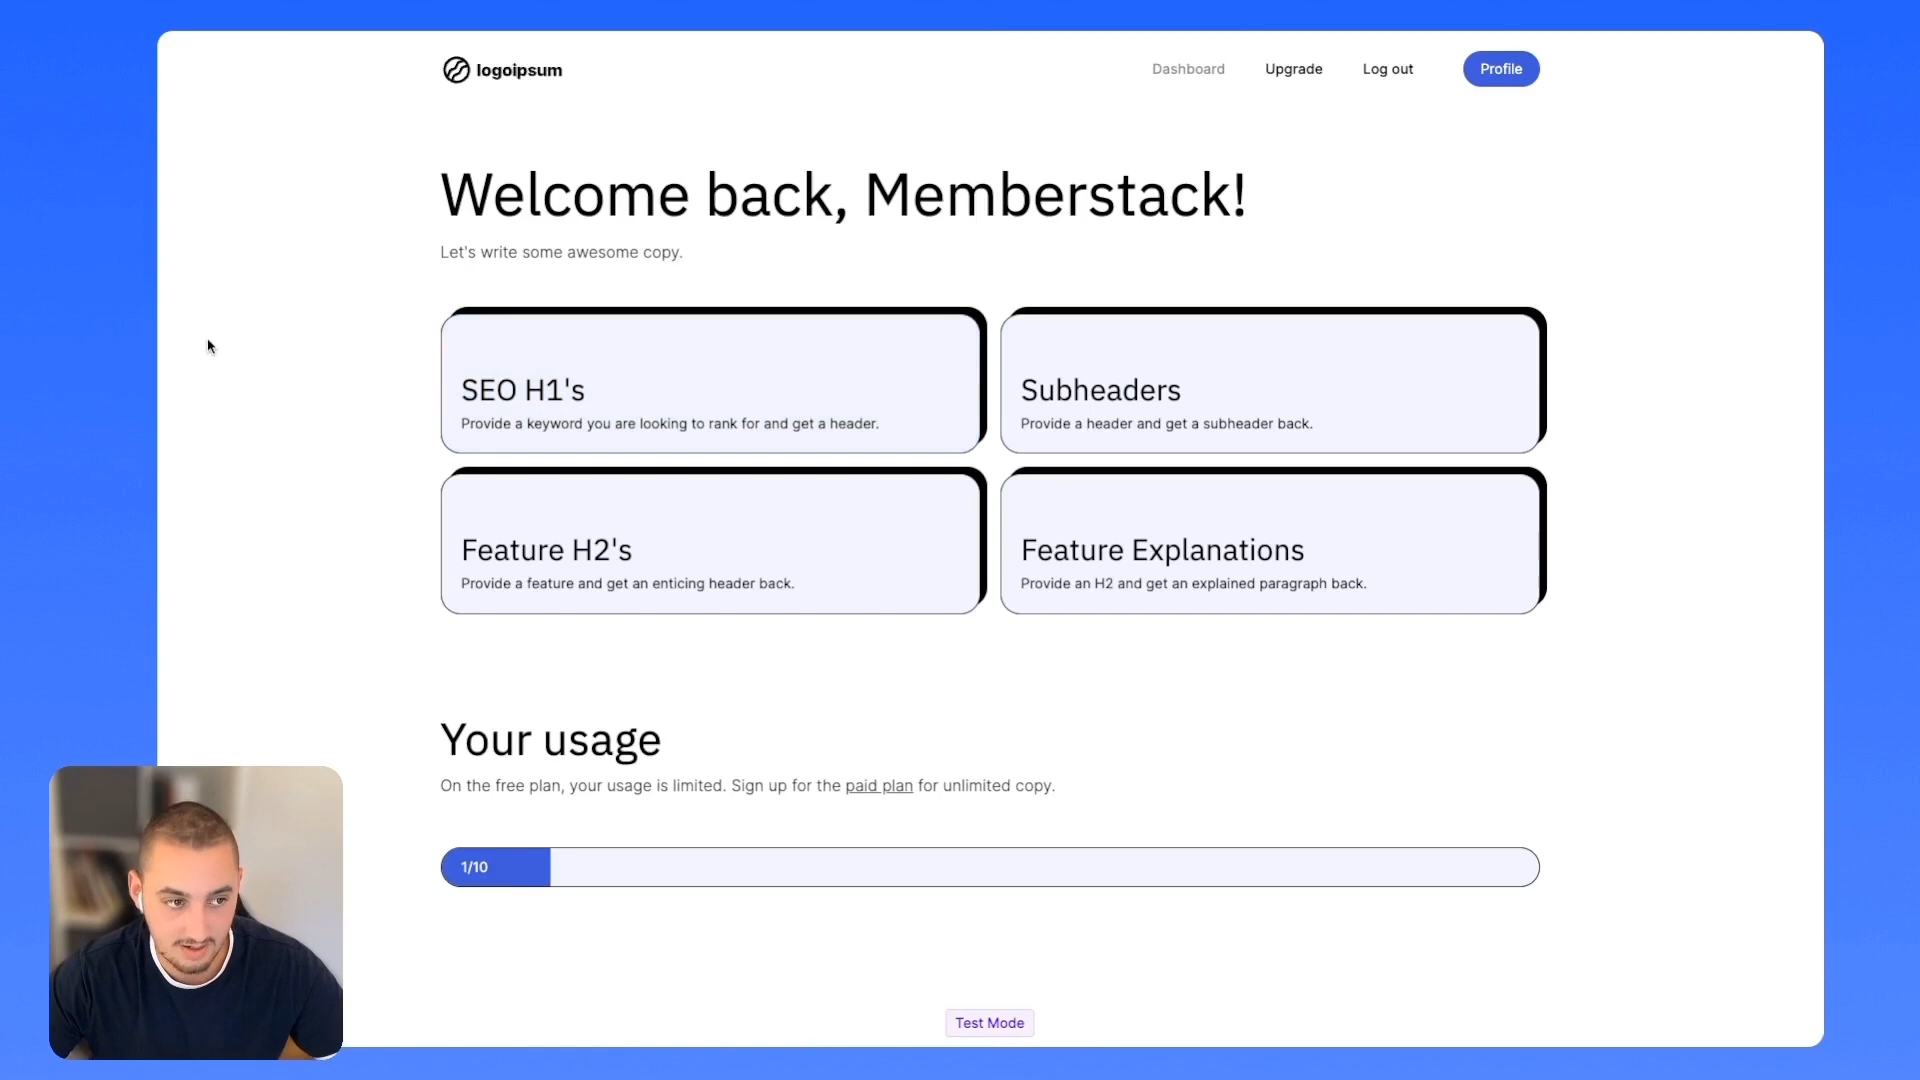 logoipsum
Dashboard Upgrade Log out Profile
Welcome back, Memberstack!
Let's write some awesome copy.
SEO H1's
Provide a keyword you are looking to rank for and get a header.
Subheaders
Provide a header and get a subheader back.
Feature H2's
Provide a feature and get an enticing header back.
Feature Explanations
Provide an H2 and get an explained paragraph back.
Your usage
On the free plan, your usage is limited. Sign up for the paid plan for unlimited copy.
1/10
Test Mode